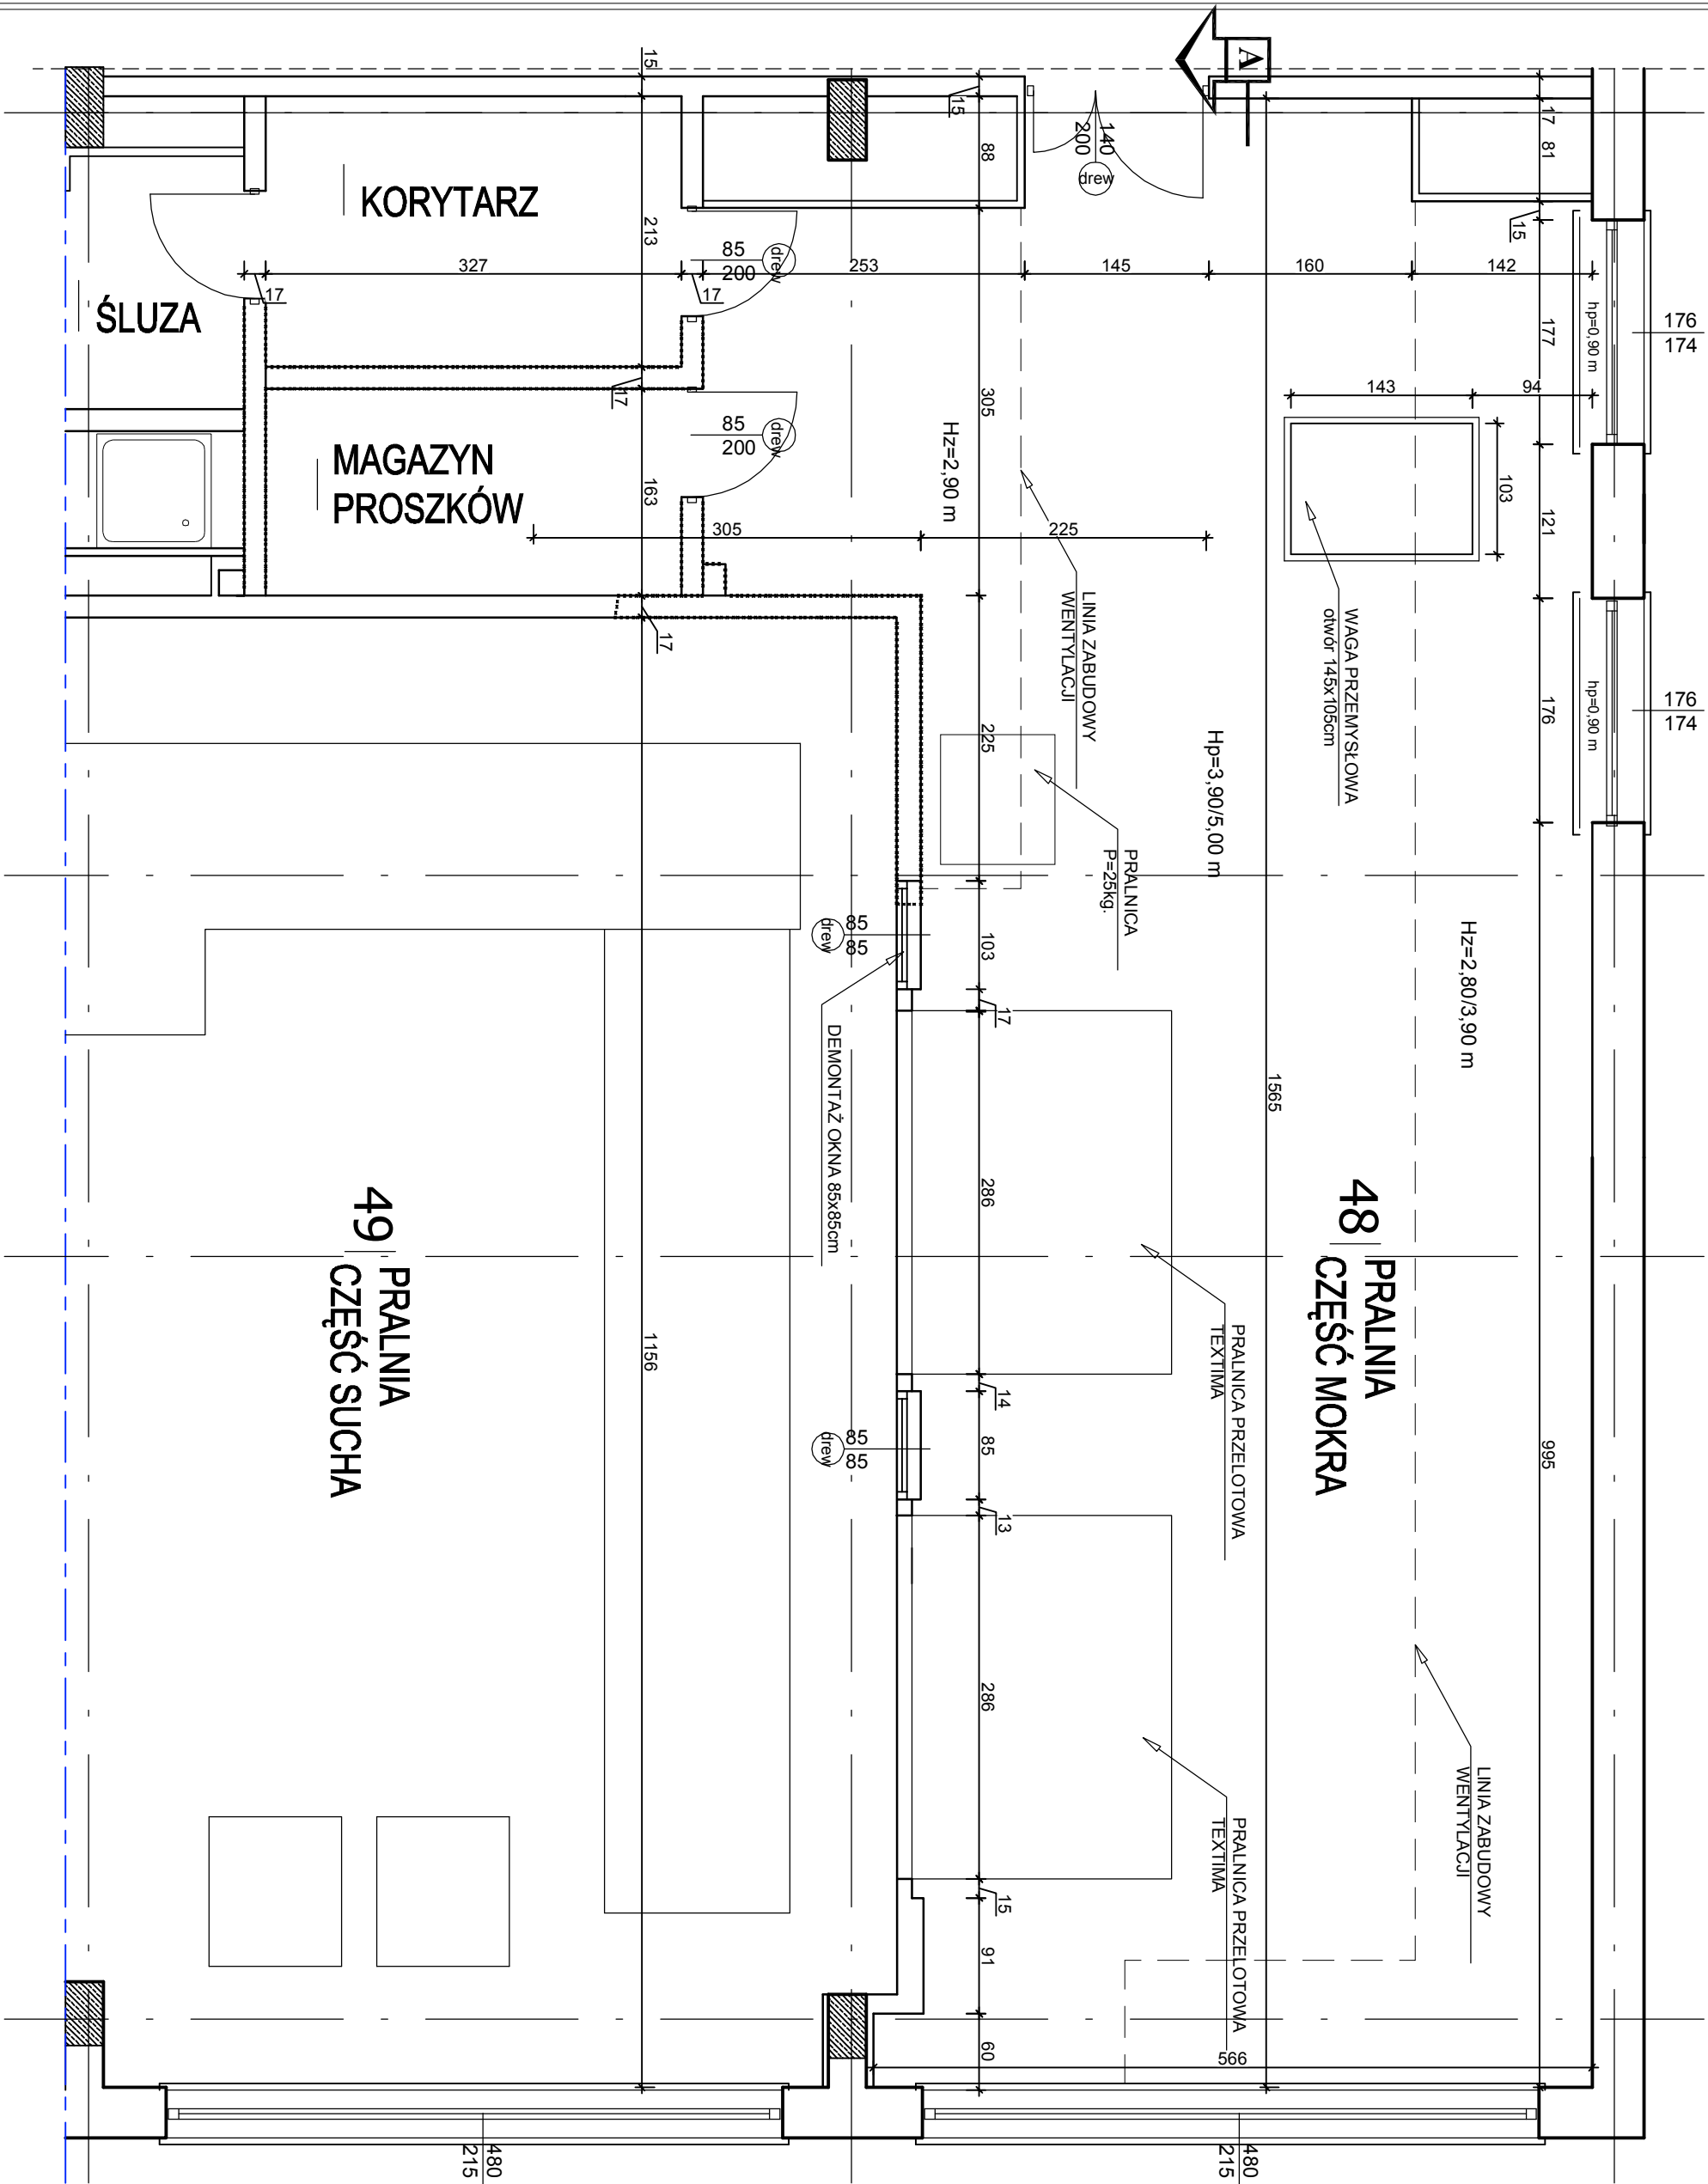 A
15
15
88
140
200
drew
17
81
15
KORYTARZ
213
85
200
drew
327
17
17
253
145
160
142
ŚLUZA
hp=0,90 m
177
176
174
143
94
103
305
Hz=2,90 m
85
200
drew
17
MAGAZYN
PROSZKÓW
163
305
225
121
LINIA ZABUDOWY
WENTYLACJI
WAGA PRZEMYSŁOWA
otwór 145x105cm
17
225
176
hp=0,90 m
176
174
Hp=3,90/5,00 m
PRALNICA
P=25kg.
85
85
drew
103
17
Hz=2,80/3,90 m
DEMONTAŻ OKNA 85x85cm
1565
286
48
PRALNIA
CZĘŚĆ MOKRA
49
PRALNIA
CZĘŚĆ SUCHA
1156
PRALNICA PRZELOTOWA
TEXTIMA
14
85
85
85
drew
13
995
286
PRALNICA PRZELOTOWA
TEXTIMA
LINIA ZABUDOWY
WENTYLACJI
15
91
60
566
480
215
480
215